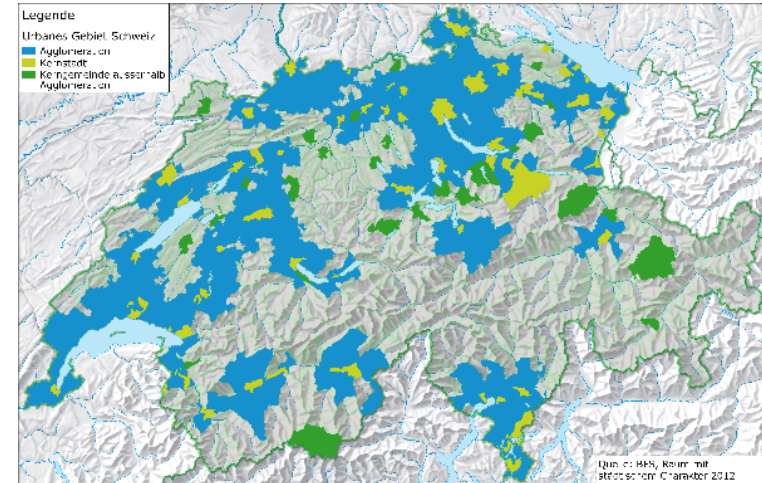 Legende
Urbanes Gebiet Schweiz
Agglomeration
Kernstadt
Kerngemeinde ausserhalb
Agglomeration
Quelle: BFS, Raum mit
städtischem Charakter 2012